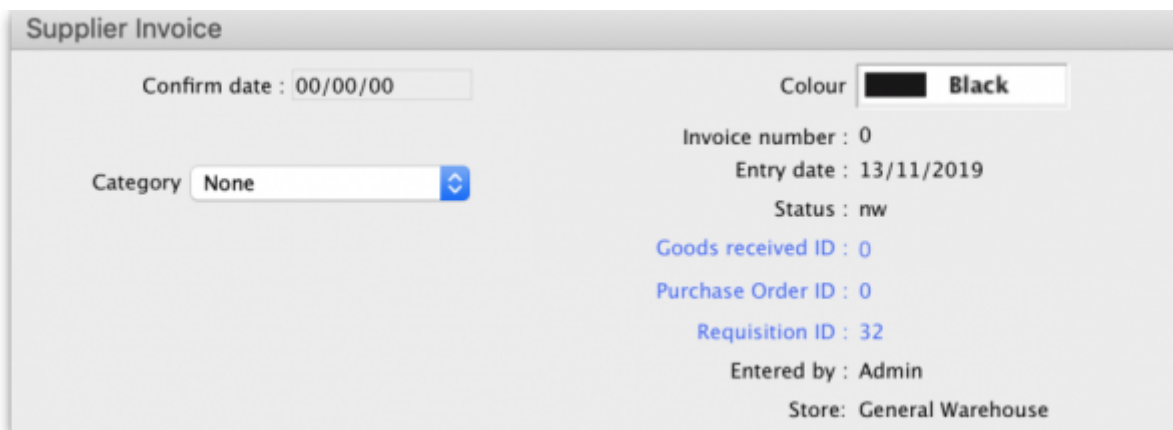 Supplier Invoice
Confirm date : 00/00/00
Colour Black
Invoice number : 0
Entry date : 13/11/2019
Category None
Status : nw
Goods received ID : 0
Purchase Order ID : 0
Requisition ID : 32
Entered by : Admin
Store: General Warehouse